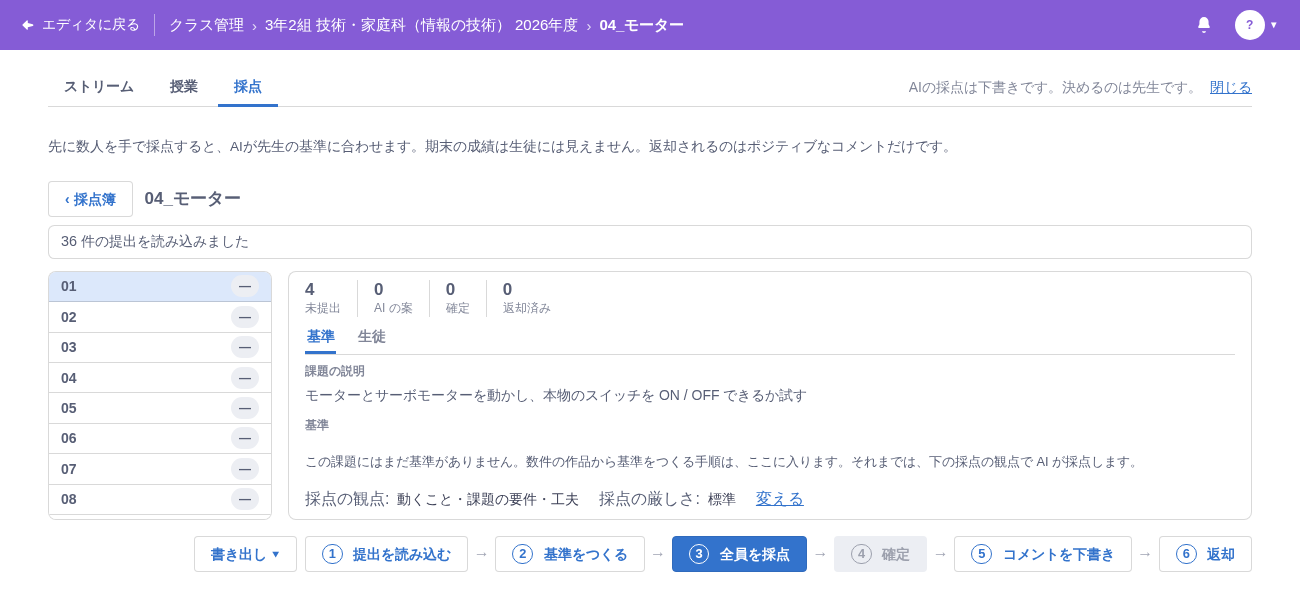 エディタに戻る クラス管理 › 3年2組 技術・家庭科（情報の技術） 2026年度 › 04_モーター ?
ストリーム 授業 採点 AIの採点は下書きです。決めるのは先生です。 閉じる
先に数人を手で採点すると、AIが先生の基準に合わせます。期末の成績は生徒には見えません。返却されるのはポジティブなコメントだけです。
‹ 採点簿 04_モーター
36 件の提出を読み込みました
01 —
02 —
03 —
04 —
05 —
06 —
07 —
08 —
4 0 0 0
未提出 AI の案 確定 返却済み
基準 生徒
課題の説明
モーターとサーボモーターを動かし、本物のスイッチを ON / OFF できるか試す
基準
この課題にはまだ基準がありません。数件の作品から基準をつくる手順は、ここに入ります。それまでは、下の採点の観点で AI が採点します。
採点の観点: 動くこと・課題の要件・工夫 採点の厳しさ: 標準 変える
書き出し ▾ 1 提出を読み込む → 2 基準をつくる → 3 全員を採点 → 4 確定 → 5 コメントを下書き → 6 返却